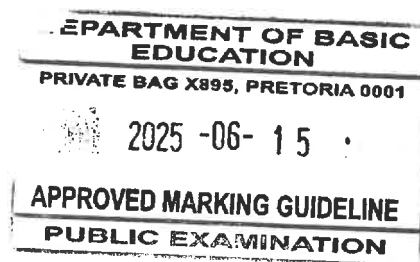 .EPARTMENT OF BASIC
EDUCATION
PRIVATE BAG X895, PRETORIA 0001
2025 -06- 15
APPROVED MARKING GUIDELINE
PUBLIC EXAMINATION